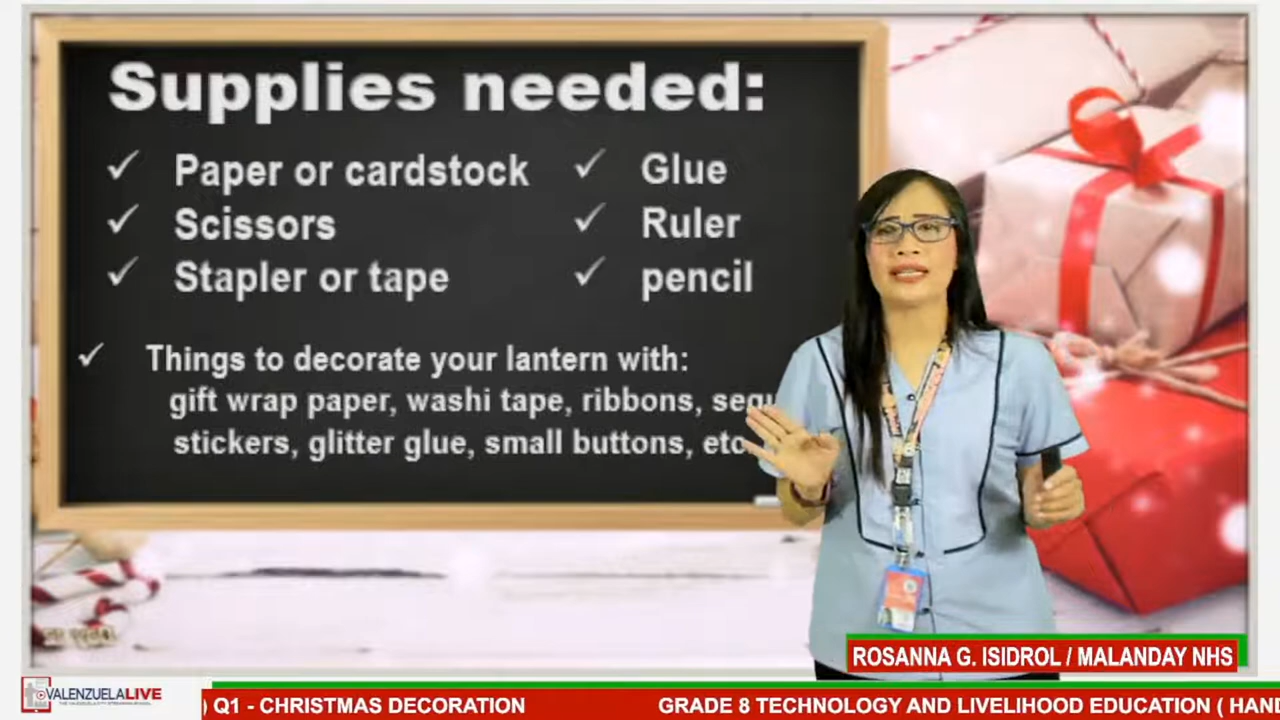 Supplies needed:
✓ Paper or cardstock
✓ Scissors
✓ Stapler or tape
✓ Glue
✓ Ruler
✓ pencil
✓ Things to decorate your lantern with:
gift wrap paper, washi tape, ribbons,
stickers, glitter glue, small buttons, etc
ROSANNA G. ISIDROL / MALANDAY NHS
VALENZUELALIVE
) Q1 - CHRISTMAS DECORATION GRADE 8 TECHNOLOGY AND LIVELIHOOD EDUCATION ( HAN